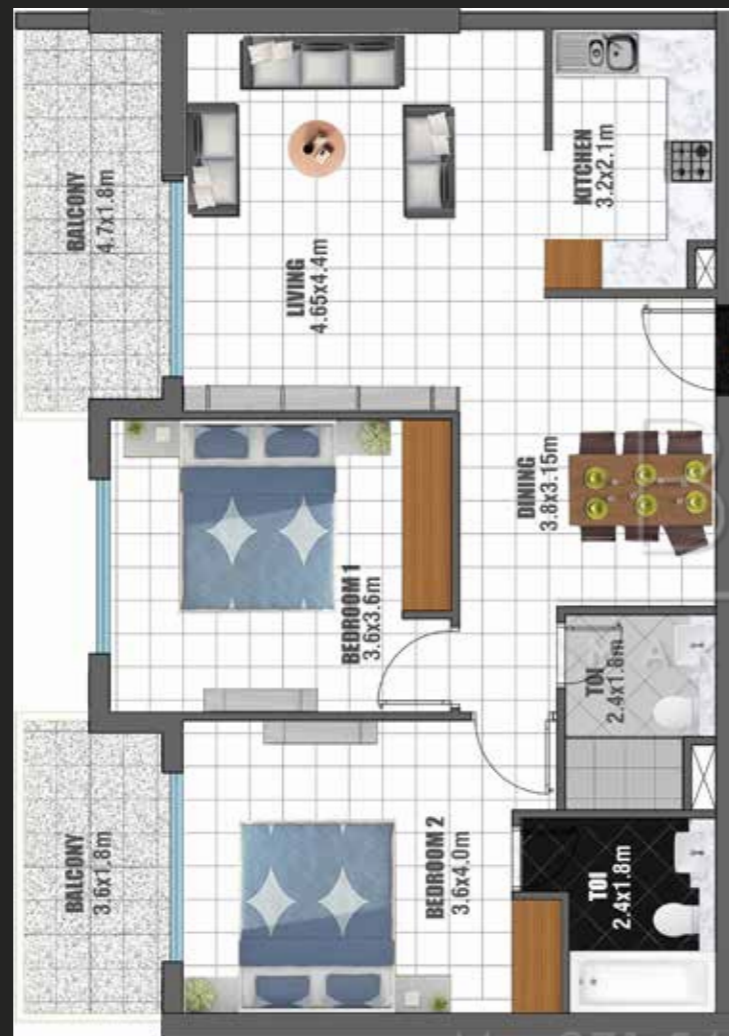 BALCONY
4.7x1.8m
LIVING
4.65x4.4m
KITCHEN
3.2x2.1m
DINING
3.8x3.15m
BEDROOM 1
3.6x3.6m
TOI
2.4x1.8m
BALCONY
3.6x1.8m
BEDROOM 2
3.6x4.0m
TOI
2.4x1.8m